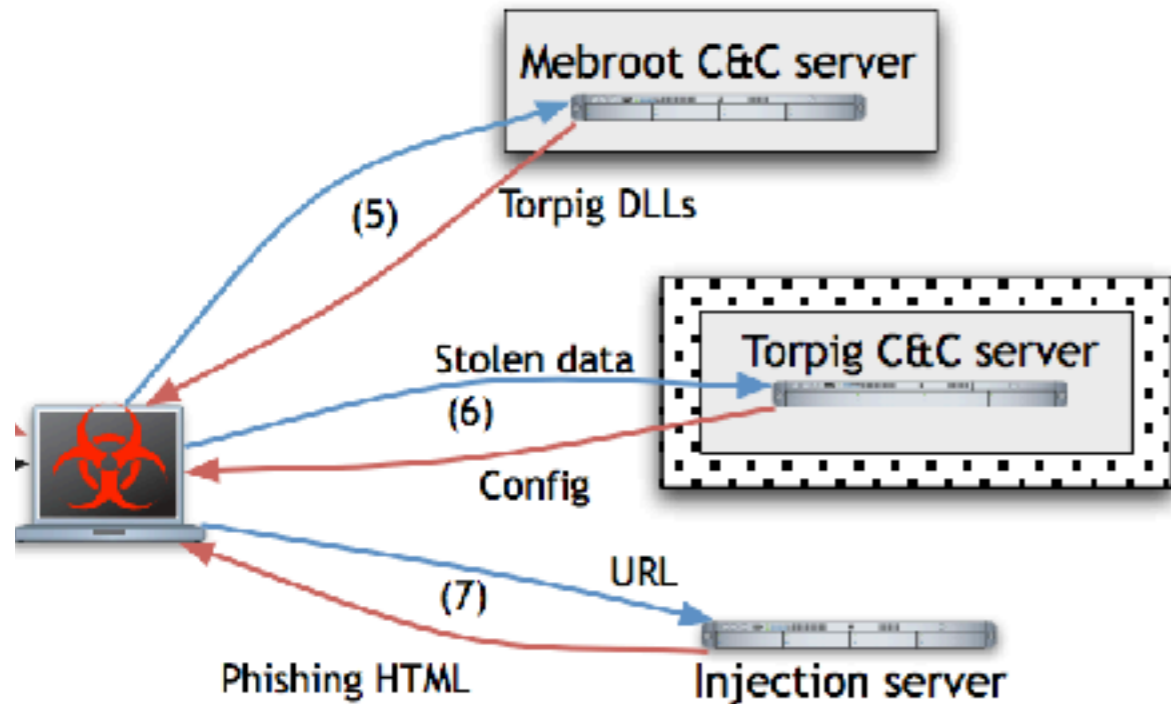 Mebroot C&C server
(5)
Torpig DLLs
Stolen data
Torpig C&C server
(6)
Config
URL
(7)
Phishing HTML
Injection server